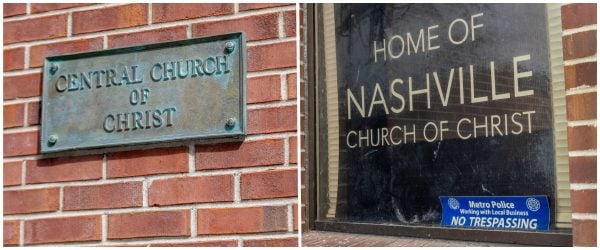 CENTRAL CHURCH
OF
CHRIST
HOME OF
NASHVILLE
CHURCH OF CHRIST
Metro Police
Working with Local Business
NO TRESPASSING